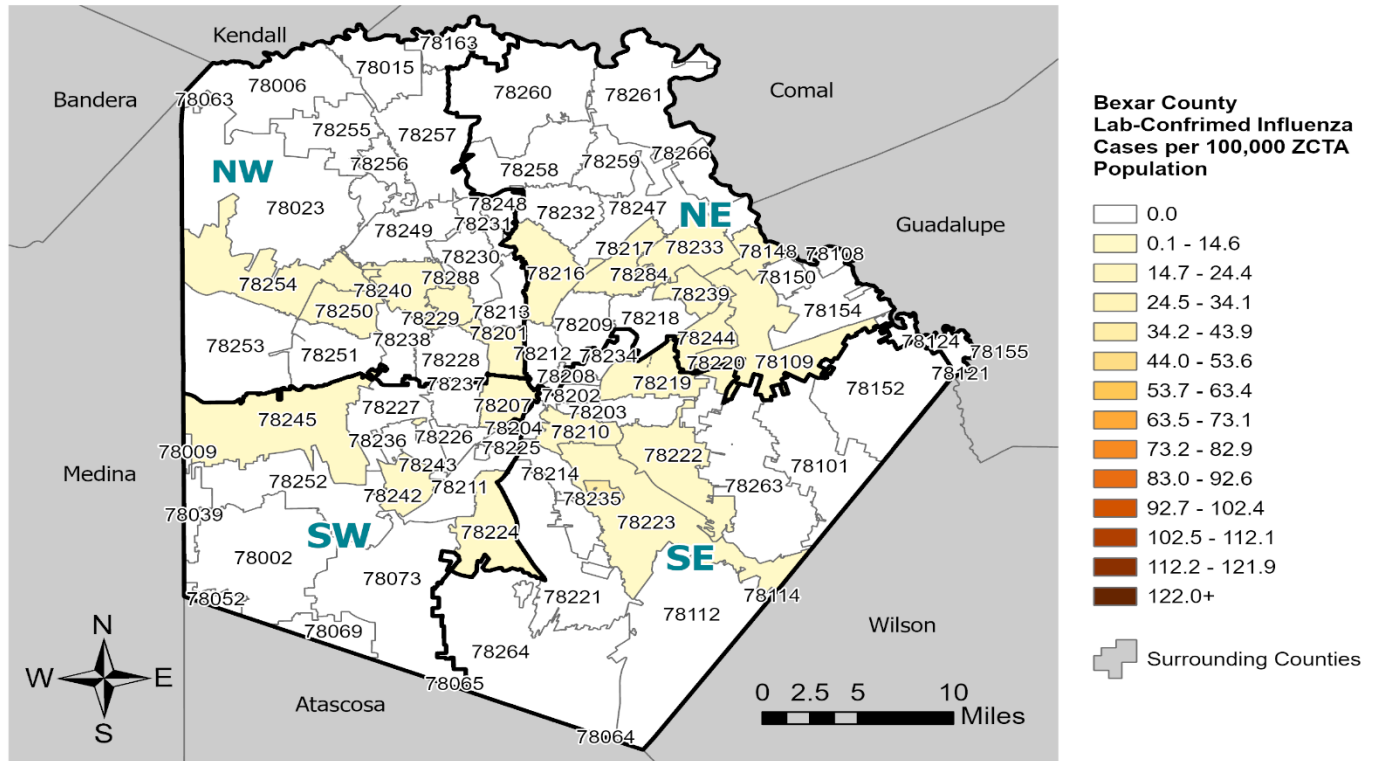 Kendall
78163
78015
78006
Bandera
78063
78260
78261
Comal
78255
78257
78256
78258
78259
78266
NW
78023
78248
78232
78247
NE
78231
78249
Guadalupe
78230
78217
78233
78148
78108
78216
78288
78284
78150
78254
78240
78239
78250
78229
78213
78154
78209
78218
78201
78244
78238
78253
78251
78228
78212
78234
78124
78155
78220
78109
78208
78121
78237
78219
78152
78202
78207
78227
78203
78245
78204
78210
78236
78226
78225
78009
78222
Medina
78243
78101
78252
78214
78211
78263
78242
78235
78039
78223
78224
SW
SE
78002
78073
78114
78052
78221
78112
78069
Wilson
78264
N
W
E
S
78065
Atascosa
78064
0 2.5 5 10
Miles
Bexar County
Lab-Confrimed Influenza
Cases per 100,000 ZCTA
Population
0.0
0.1 - 14.6
14.7 - 24.4
24.5 - 34.1
34.2 - 43.9
44.0 - 53.6
53.7 - 63.4
63.5 - 73.1
73.2 - 82.9
83.0 - 92.6
92.7 - 102.4
102.5 - 112.1
112.2 - 121.9
122.0+
Surrounding Counties